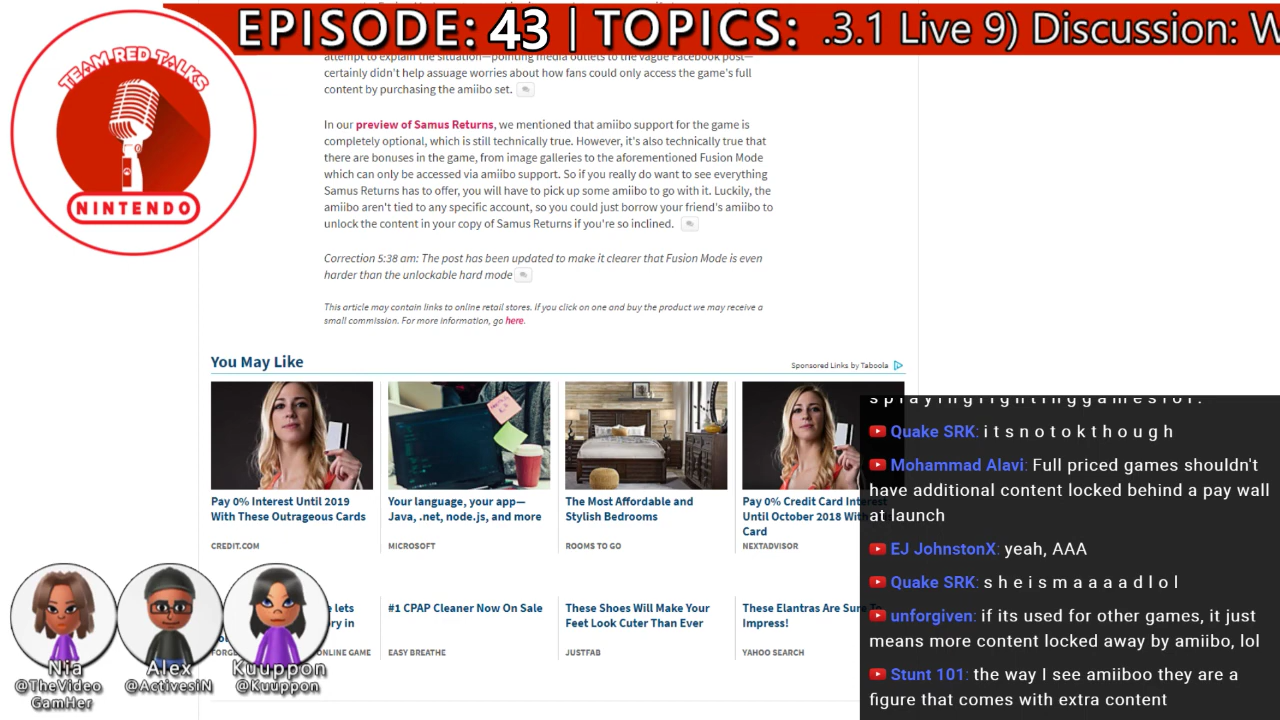 EPISODE: 43 | TOPICS: .3.1 Live 9) Discussion: W
TEAM RED TALKS
NINTENDO
attempt to explain the situation—pointing media outlets to the vague Facebook post—
certainly didn't help assuage worries about how fans could only access the game's full
content by purchasing the amiibo set.
In our preview of Samus Returns, we mentioned that amiibo support for the game is
completely optional, which is still technically true. However, it's also technically true that
there are bonuses in the game, from image galleries to the aforementioned Fusion Mode
which can only be accessed via amiibo support. So if you really do want to see everything
Samus Returns has to offer, you will have to pick up some amiibo to go with it. Luckily, the
amiibo aren't tied to any specific account, so you could just borrow your friend's amiibo to
unlock the content in your copy of Samus Returns if you're so inclined.
Correction 5:38 am: The post has been updated to make it clearer that Fusion Mode is even
harder than the unlockable hard mode
This article may contain links to online retail stores. If you click on one and buy the product we may receive a
small commission. For more information, go here.
You May Like
Sponsored Links by Taboola
Pay 0% Interest Until 2019
With These Outrageous Cards
CREDIT.COM
Your language, your app—
Java, .net, node.js, and more
MICROSOFT
The Most Affordable and
Stylish Bedrooms
ROOMS TO GO
Pay 0% Credit Card Interest
Until October 2018 With
Card
NEXTADVISOR
lets
ry in
ONLINE GAME
#1 CPAP Cleaner Now On Sale
EASY BREATHE
These Shoes Will Make Your
Feet Look Cuter Than Ever
JUSTFAB
These Elantras Are Sure To
Impress!
YAHOO SEARCH
Nia
@TheVideo
GamHer
Alex
@ActivesiN
Kuuppon
@Kuuppon
s p l a y i n g f i g h t i n g g a m e s l o l .
Quake SRK: i t s n o t o k t h o u g h
Mohammad Alavi: Full priced games shouldn't
have additional content locked behind a pay wall
at launch
EJ JohnstonX: yeah, AAA
Quake SRK: s h e i s m a a a a d l o l
unforgiven: if its used for other games, it just
means more content locked away by amiibo, lol
Stunt 101: the way I see amiiboo they are a
figure that comes with extra content